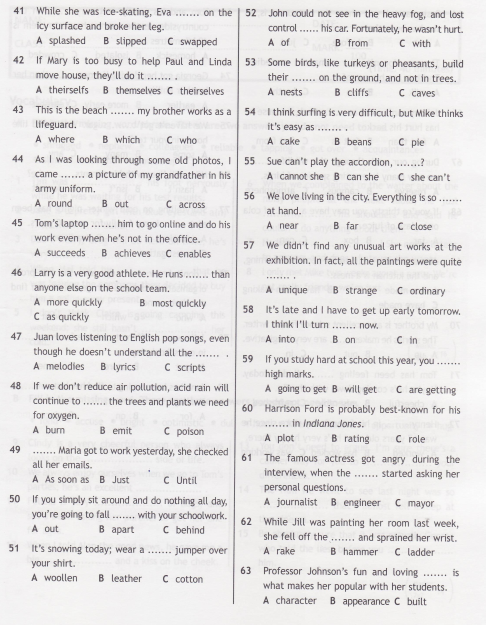 41 While she was ice-skating, Eva ....... on the
icy surface and broke her leg.
A splashed B slipped C swapped
42 If Mary is too busy to help Paul and Linda
move house, they'll do it ....... .
A theirselfs B themselves C theirselves
43 This is the beach ....... my brother works as a
lifeguard.
A where B which C who
44 As I was looking through some old photos, I
came ....... a picture of my grandfather in his
army uniform.
A round B out C across
45 Tom's laptop ....... him to go online and do his
work even when he's not in the office.
A succeeds B achieves C enables
46 Larry is a very good athlete. He runs ....... than
anyone else on the school team.
A more quickly B most quickly
C as quickly
47 Juan loves listening to English pop songs, even
though he doesn't understand all the ....... .
A melodies B lyrics C scripts
48 If we don't reduce air pollution, acid rain will
continue to ....... the trees and plants we need
for oxygen.
A burn B emit C poison
49 ....... Maria got to work yesterday, she checked
all her emails.
A As soon as B Just C Until
50 If you simply sit around and do nothing all day,
you're going to fall ....... with your schoolwork.
A out B apart C behind
51 It's snowing today; wear a ....... jumper over
your shirt.
A woollen B leather C cotton
52 John could not see in the heavy fog, and lost
control ...... his car. Fortunately, he wasn't hurt.
A of B from C with
53 Some birds, like turkeys or pheasants, build
their ....... on the ground, and not in trees.
A nests B cliffs C caves
54 I think surfing is very difficult, but Mike thinks
it's easy as ....... .
A cake B beans C pie
55 Sue can't play the accordion, .......?
A cannot she B can she C she can't
56 We love living in the city. Everything is so .......
at hand.
A near B far C close
57 We didn't find any unusual art works at the
exhibition. In fact, all the paintings were quite
....... .
A unique B strange C ordinary
58 It's late and I have to get up early tomorrow.
I think I'll turn ....... now.
A into B on C in
59 If you study hard at school this year, you .......
high marks.
A going to get B will get C are getting
60 Harrison Ford is probably best-known for his
....... in Indiana Jones.
A plot B rating C role
61 The famous actress got angry during the
interview, when the ....... started asking her
personal questions.
A journalist B engineer C mayor
62 While Jill was painting her room last week,
she fell off the ....... and sprained her wrist.
A rake B hammer C ladder
63 Professor Johnson's fun and loving ....... is
what makes her popular with her students.
A character B appearance C built